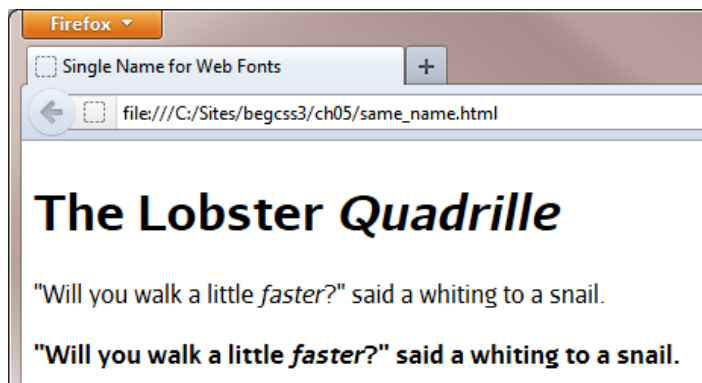 Firefox
Single Name for Web Fonts
file:///C:/Sites/begcss3/ch05/same_name.html
The Lobster Quadrille
"Will you walk a little faster?" said a whiting to a snail.
"Will you walk a little faster?" said a whiting to a snail.